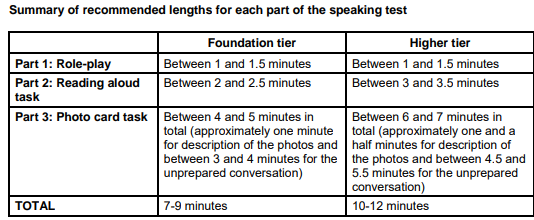 Summary of recommended lengths for each part of the speaking test
Foundation tier Higher tier
Part 1: Role-play Between 1 and 1.5 minutes Between 1 and 1.5 minutes
Part 2: Reading aloud task Between 2 and 2.5 minutes Between 3 and 3.5 minutes
Part 3: Photo card task
Between 4 and 5 minutes in
total (approximately one minute
for description of the photos and
between 3 and 4 minutes for the
unprepared conversation)
Between 6 and 7 minutes in
total (approximately one and a
half minutes for description of
the photos and between 4.5 and
5.5 minutes for the unprepared
conversation)
TOTAL 7-9 minutes 10-12 minutes